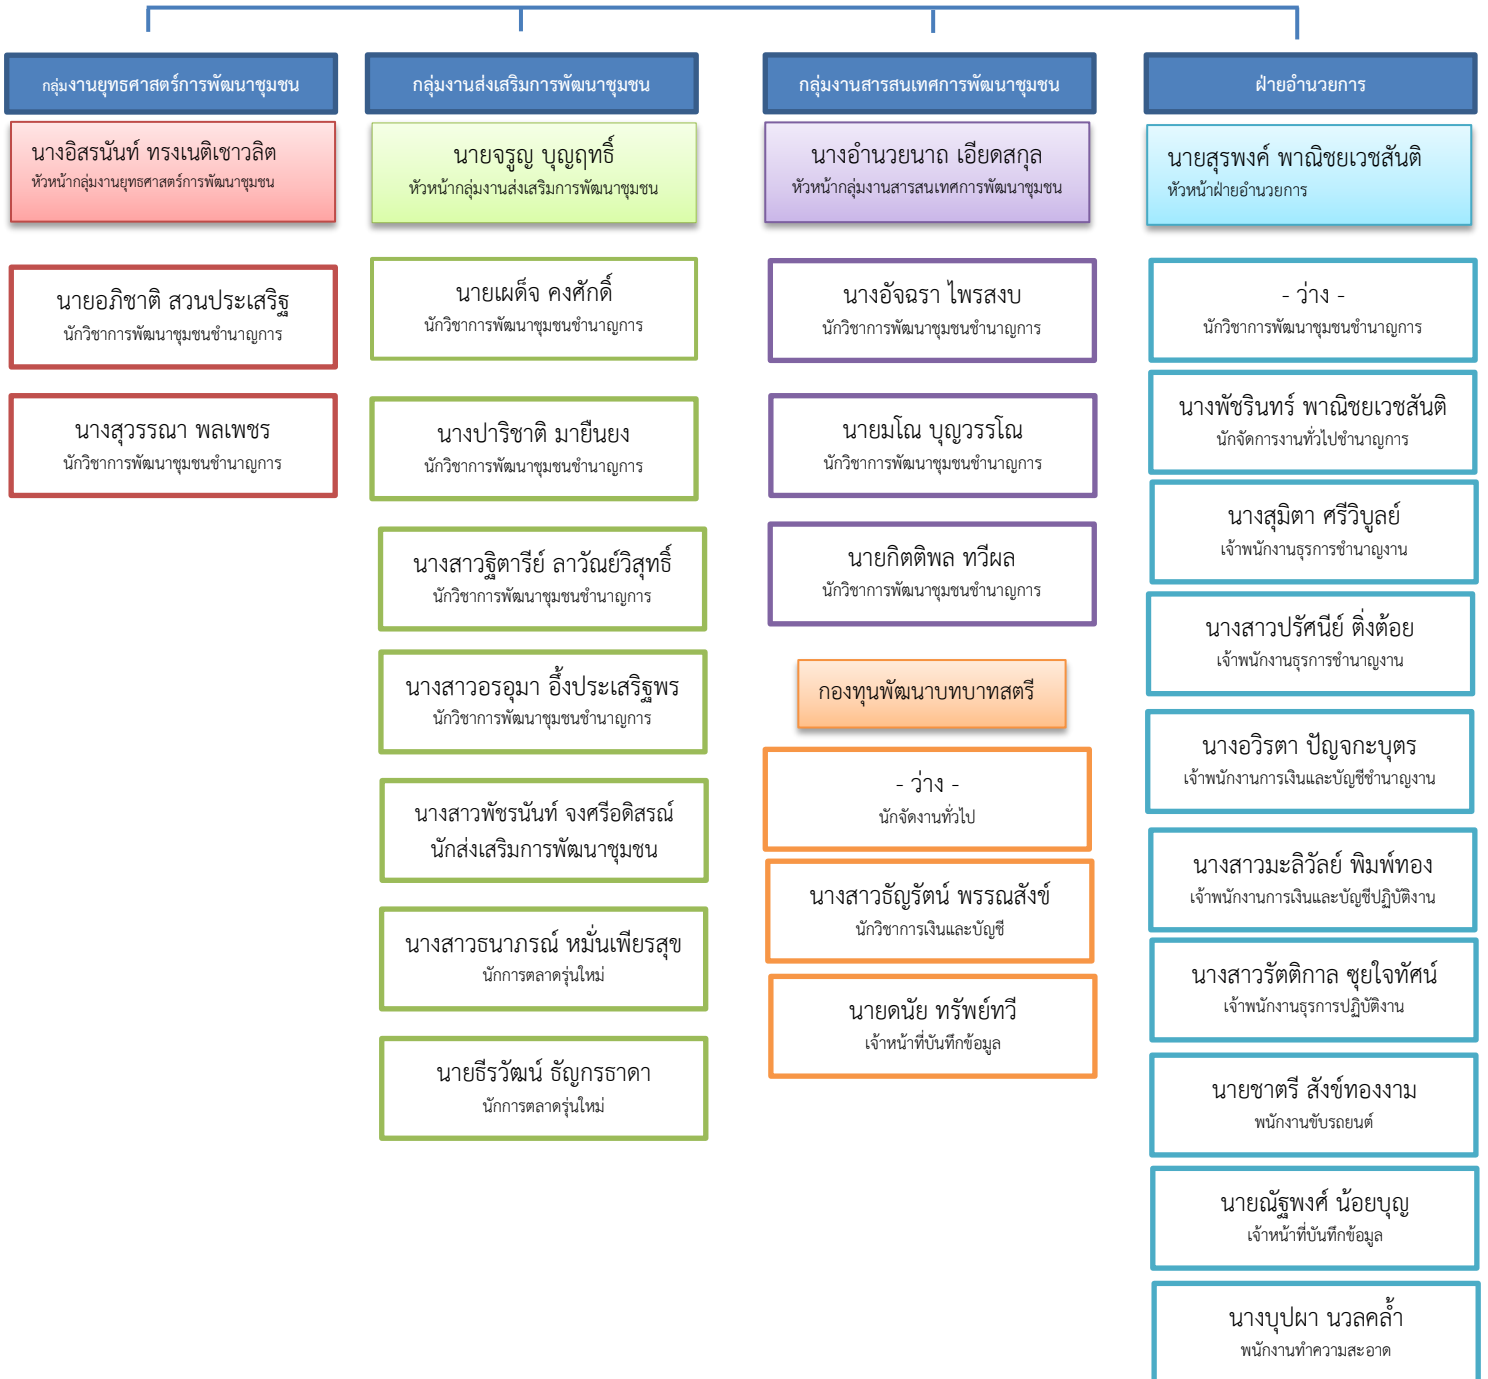 กลุ่มงานยุทธศาสตร์การพัฒนาชุมชน
นางอิสรนันท์ ทรงเนติเชาวลิต
หัวหน้ากลุ่มงานยุทธศาสตร์การพัฒนาชุมชน
นายอภิชาติ สวนประเสริฐ
นักวิชาการพัฒนาชุมชนชำนาญการ
นางสุวรรณา พลเพชร
นักวิชาการพัฒนาชุมชนชำนาญการ
กลุ่มงานส่งเสริมการพัฒนาชุมชน
นายจรูญ บุญฤทธิ์
หัวหน้ากลุ่มงานส่งเสริมการพัฒนาชุมชน
นายเผด็จ คงศักดิ์
นักวิชาการพัฒนาชุมชนชำนาญการ
นางปาริชาติ มายืนยง
นักวิชาการพัฒนาชุมชนชำนาญการ
นางสาวฐิตารีย์ ลาวัณย์วิสุทธิ์
นักวิชาการพัฒนาชุมชนชำนาญการ
นางสาวอรอุมา อึ้งประเสริฐพร
นักวิชาการพัฒนาชุมชนชำนาญการ
นางสาวพัชรนันท์ จงศรีอดิสรณ์
นักส่งเสริมการพัฒนาชุมชน
นางสาวธนาภรณ์ หมั่นเพียรสุข
นักการตลาดรุ่นใหม่
นายธีรวัฒน์ ธัญกรธาดา
นักการตลาดรุ่นใหม่
กลุ่มงานสารสนเทศการพัฒนาชุมชน
นางอำนวยนาถ เอียดสกุล
หัวหน้ากลุ่มงานสารสนเทศการพัฒนาชุมชน
นางอัจฉรา ไพรสงบ
นักวิชาการพัฒนาชุมชนชำนาญการ
นายมโณ บุญวรรโณ
นักวิชาการพัฒนาชุมชนชำนาญการ
นายกิตติพล ทวีผล
นักวิชาการพัฒนาชุมชนชำนาญการ
กองทุนพัฒนาบทบาทสตรี
- ว่าง -
นักจัดงานทั่วไป
นางสาวธัญรัตน์ พรรณสังข์
นักวิชาการเงินและบัญชี
นายดนัย ทรัพย์ทวี
เจ้าหน้าที่บันทึกข้อมูล
ฝ่ายอำนวยการ
นายสุรพงค์ พาณิชยเวชสันติ
หัวหน้าฝ่ายอำนวยการ
- ว่าง -
นักวิชาการพัฒนาชุมชนชำนาญการ
นางพัชรินทร์ พาณิชยเวชสันติ
นักจัดการงานทั่วไปชำนาญการ
นางสุมิตา ศรีวิบูลย์
เจ้าพนักงานธุรการชำนาญงาน
นางสาวปรัศนีย์ ติ่งต้อย
เจ้าพนักงานธุรการชำนาญงาน
นางอวิรตา ปัญจกะบุตร
เจ้าพนักงานการเงินและบัญชีชำนาญงาน
นางสาวมะลิวัลย์ พิมพ์ทอง
เจ้าพนักงานการเงินและบัญชีปฏิบัติงาน
นางสาวรัตติกาล ซุยใจทัศน์
เจ้าพนักงานธุรการปฏิบัติงาน
นายชาตรี สังข์ทองงาม
พนักงานขับรถยนต์
นายณัฐพงศ์ น้อยบุญ
เจ้าหน้าที่บันทึกข้อมูล
นางบุปผา นวลคล้ำ
พนักงานทำความสะอาด